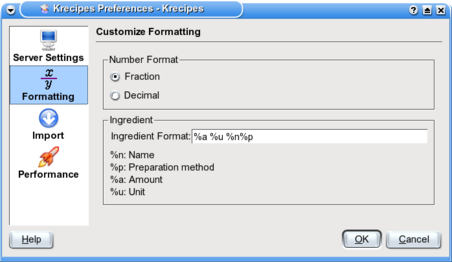 Krecipes Preferences - Krecipes
Server Settings
x
y
Formatting
Import
Performance
Customize Formatting
Number Format
Fraction
Decimal
Ingredient
Ingredient Format: %a %u %n%p
%n: Name
%p: Preparation method
%a: Amount
%u: Unit
Help
OK
Cancel